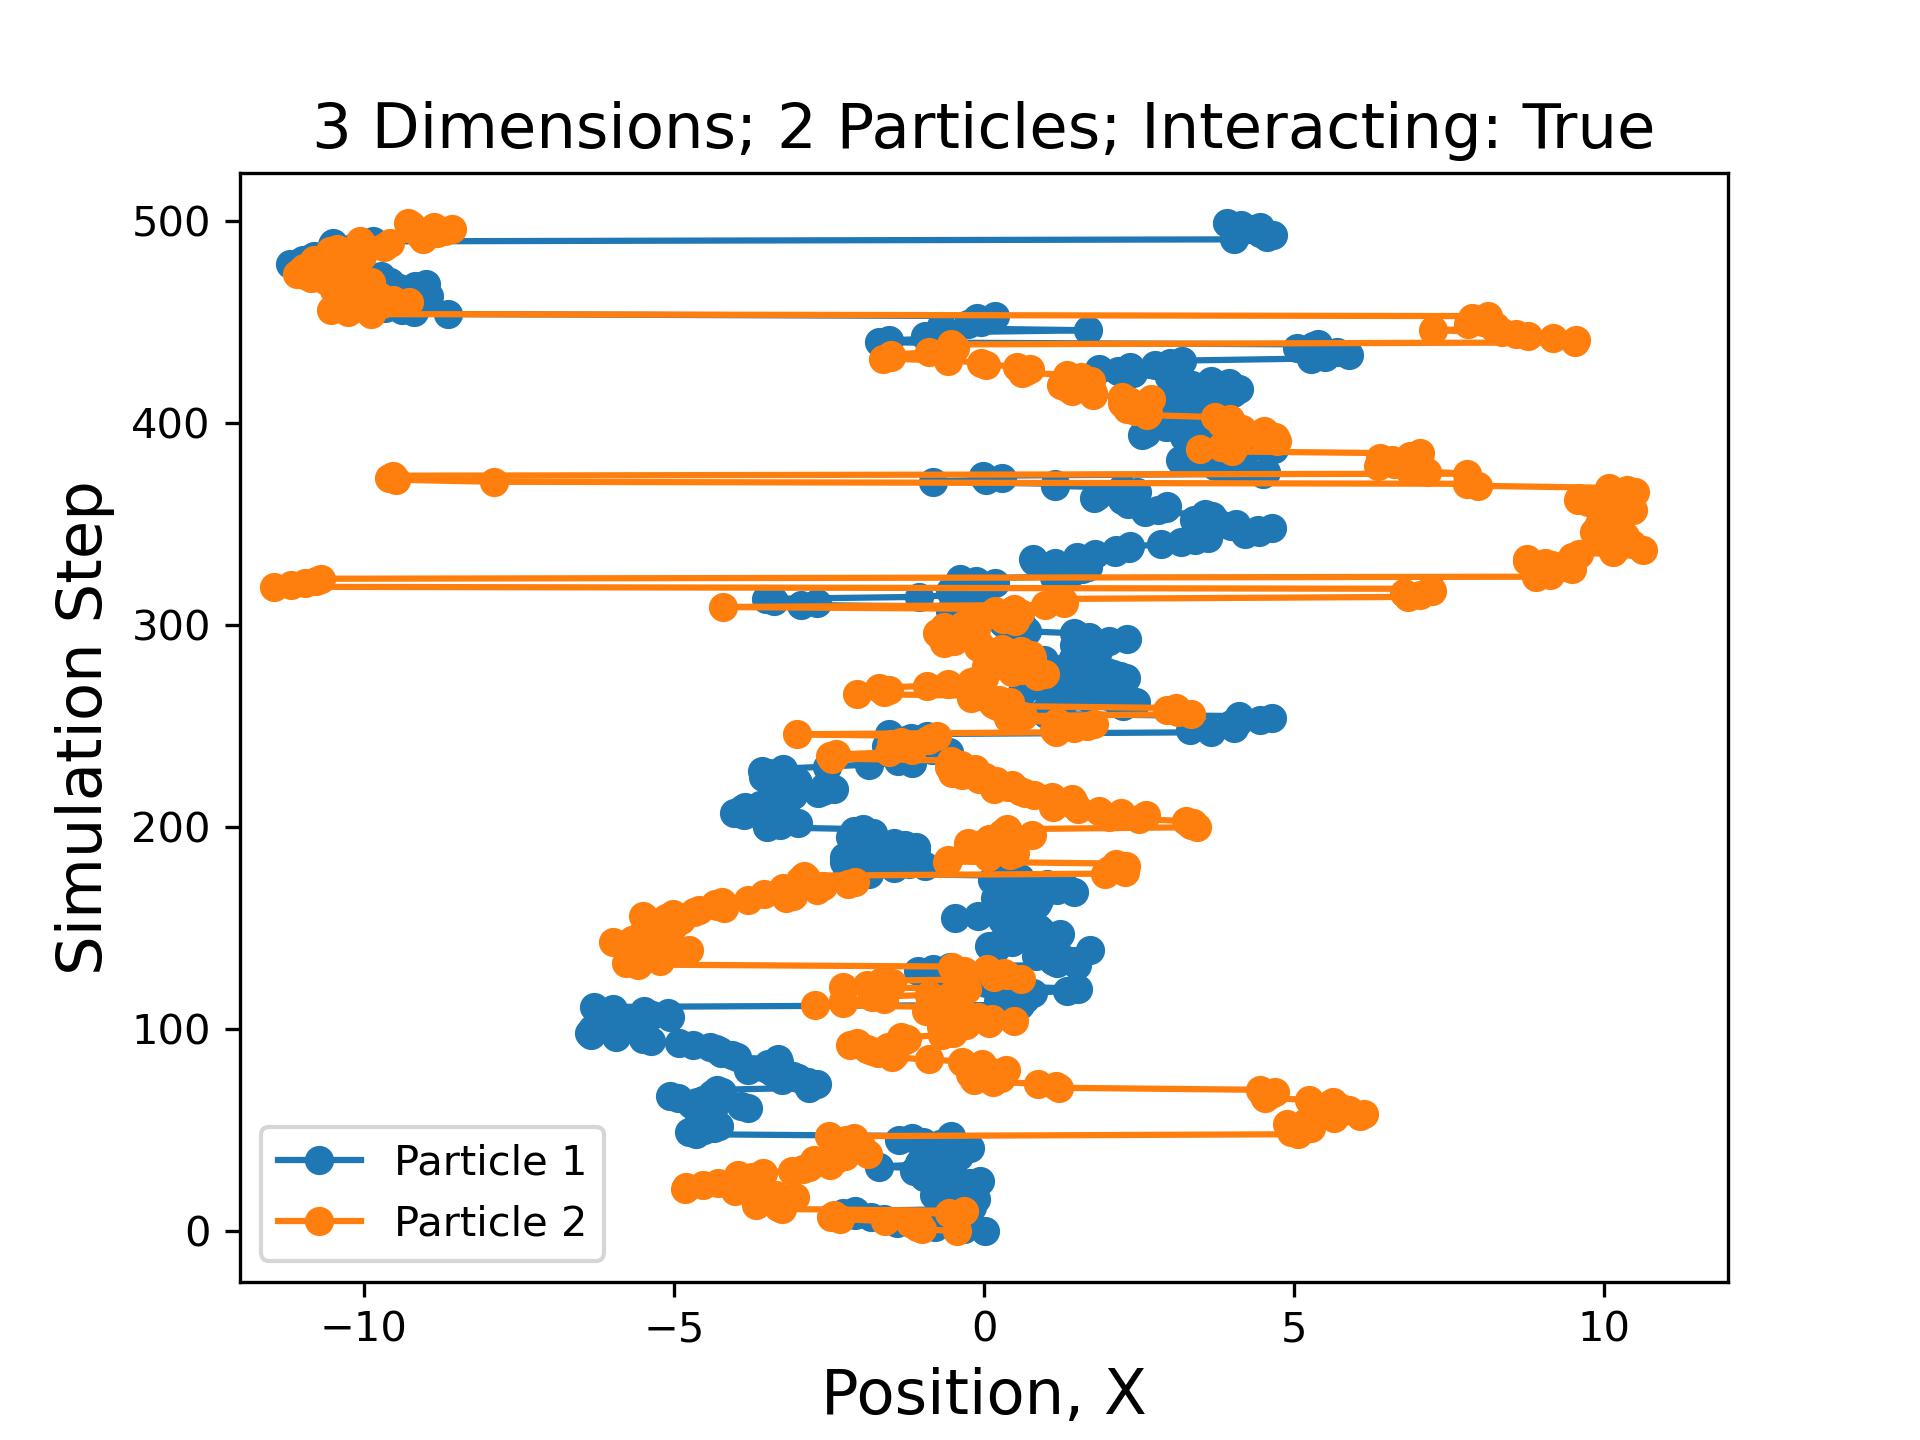 3 Dimensions; 2 Particles; Interacting: True
Simulation Step
500
400
300
200
100
0
Particle 1
Particle 2
−10
−5
0
5
10
Position, X